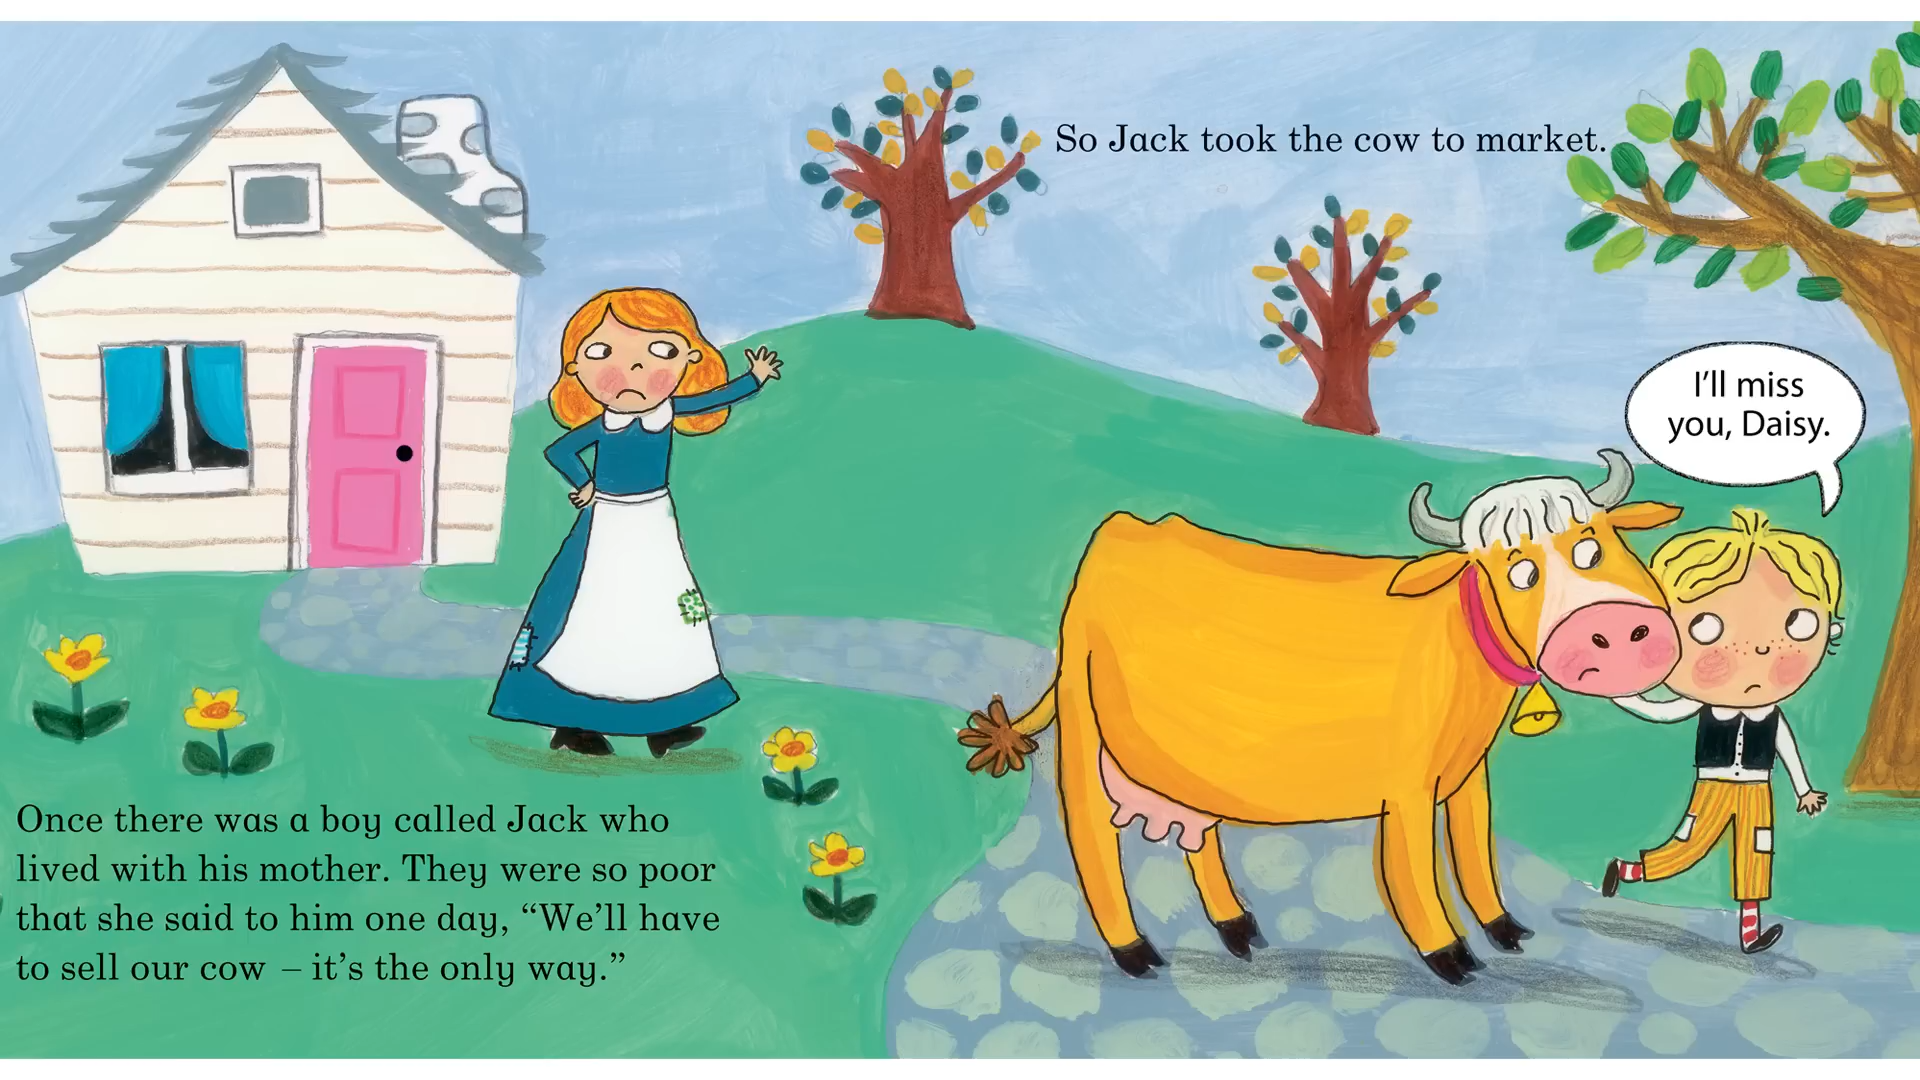 Once there was a boy called Jack who
lived with his mother. They were so poor
that she said to him one day, “We’ll have
to sell our cow – it’s the only way.”
So Jack took the cow to market.
I’ll miss
you, Daisy.